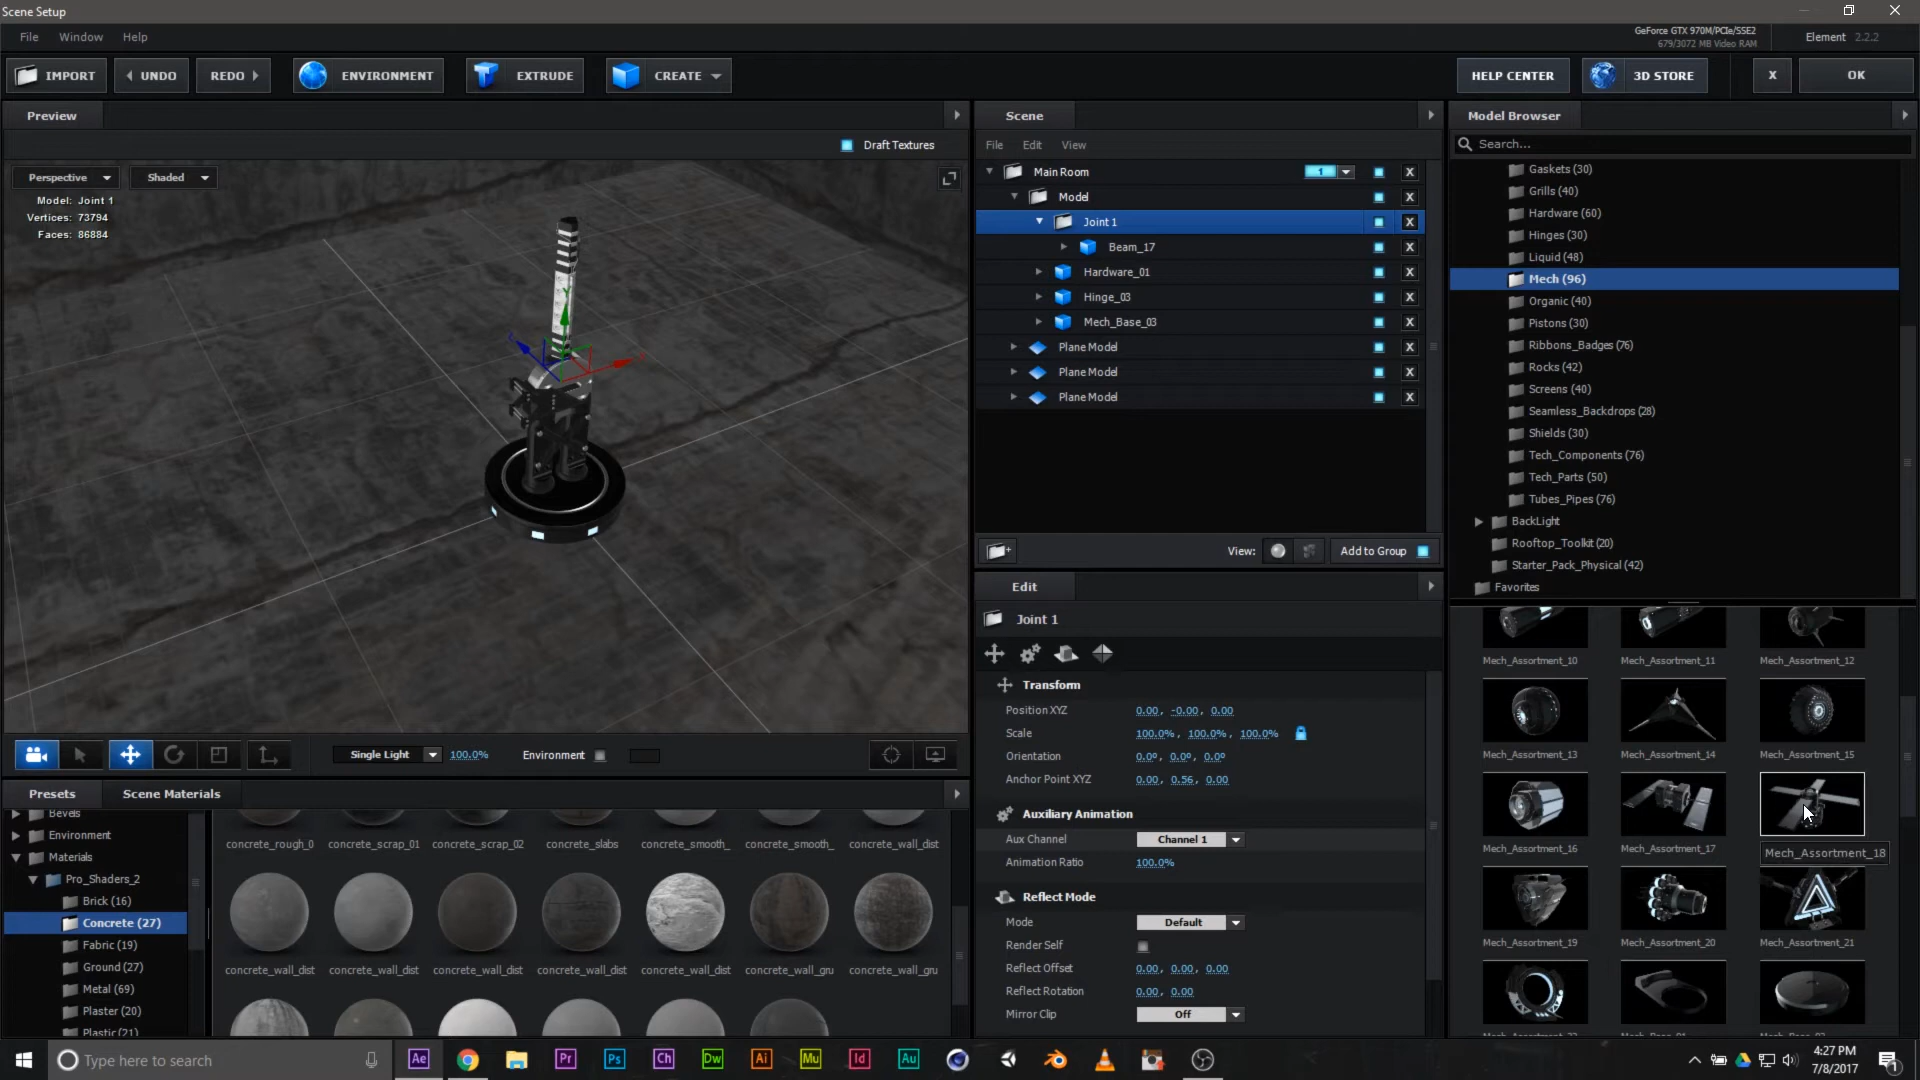 Scene Setup
File Window Help
GeForce GTX 970M/PCIe/SSE2
679/3072 MB Video RAM
Element 2.2.2
IMPORT UNDO REDO ENVIRONMENT EXTRUDE CREATE HELP CENTER 3D STORE X OK
Preview
Draft Textures
Perspective Shaded
Model: Joint 1
Vertices: 73794
Faces: 86884
Single Light 100.0% Environment
Scene
File Edit View
Main Room 1 X
Model X
Joint 1 X
Beam_17 X
Hardware_01 X
Hinge_03 X
Mech_Base_03 X
Plane Model X
Plane Model X
Plane Model X
View: Add to Group
Edit
Joint 1
Transform
Position XYZ 0.00, -0.00, 0.00
Scale 100.0%, 100.0%, 100.0%
Orientation 0.0º, 0.0º, 0.0º
Anchor Point XYZ 0.00, 0.56, 0.00
Auxiliary Animation
Aux Channel Channel 1
Animation Ratio 100.0%
Reflect Mode
Mode Default
Render Self
Reflect Offset 0.00, 0.00, 0.00
Reflect Rotation 0.00, 0.00
Mirror Clip Off
Model Browser
Search...
Gaskets (30)
Grills (40)
Hardware (60)
Hinges (30)
Liquid (48)
Mech (96)
Organic (40)
Pistons (30)
Ribbons_Badges (76)
Rocks (42)
Screens (40)
Seamless_Backdrops (28)
Shields (30)
Tech_Components (76)
Tech_Parts (50)
Tubes_Pipes (76)
BackLight
Rooftop_Toolkit (20)
Starter_Pack_Physical (42)
Favorites
Mech_Assortment_10 Mech_Assortment_11 Mech_Assortment_12
Mech_Assortment_13 Mech_Assortment_14 Mech_Assortment_15
Mech_Assortment_16 Mech_Assortment_17 Mech_Assortment_18
Mech_Assortment_19 Mech_Assortment_20 Mech_Assortment_21
Presets Scene Materials
Bevels
Environment
Materials
Pro_Shaders_2
Brick (16)
Concrete (27)
Fabric (19)
Ground (27)
Metal (69)
Plaster (20)
Plastic (21)
concrete_rough_0 concrete_scrap_01 concrete_scrap_02 concrete_slabs concrete_smooth_ concrete_smooth_ concrete_wall_dist
concrete_wall_dist concrete_wall_dist concrete_wall_dist concrete_wall_dist concrete_wall_dist concrete_wall_gru concrete_wall_gru
Type here to search
Ae Pr Ps Ch Dw Ai Mu Id Au
4:27 PM
7/8/2017
1